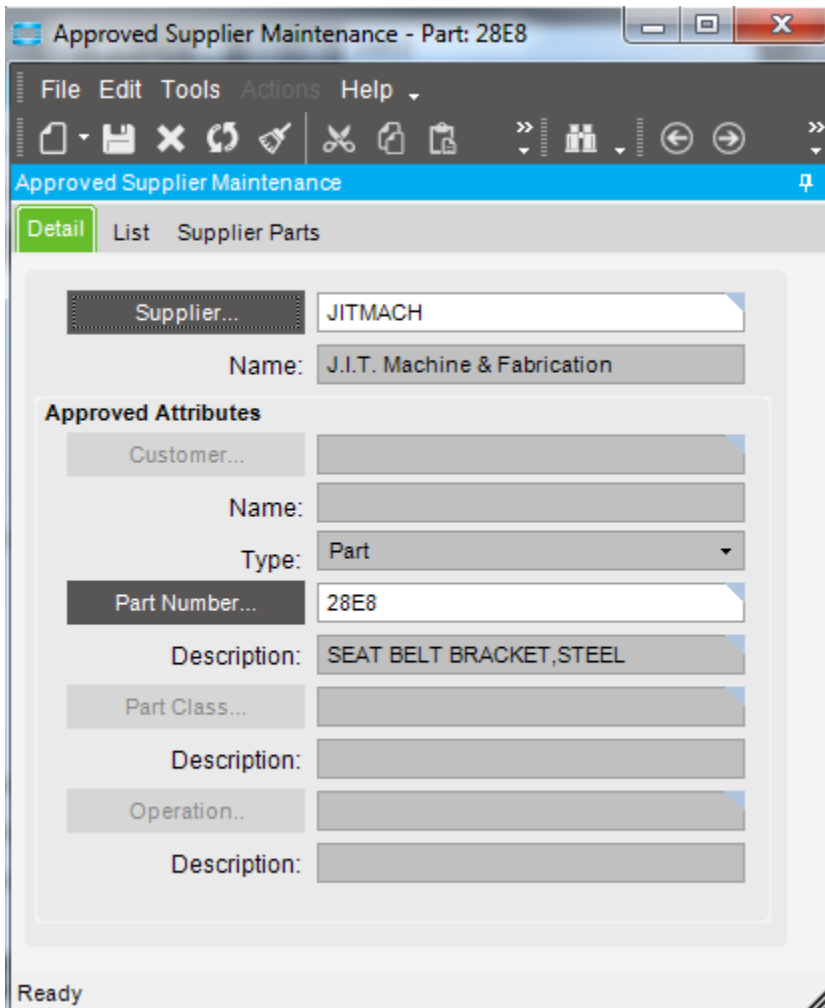 Approved Supplier Maintenance - Part: 28E8
File Edit Tools Actions Help
Approved Supplier Maintenance
Detail List Supplier Parts
Supplier... JITMACH
Name: J.I.T. Machine & Fabrication
Approved Attributes
Customer...
Name:
Type: Part
Part Number... 28E8
Description: SEAT BELT BRACKET,STEEL
Part Class...
Description:
Operation..
Description:
Ready